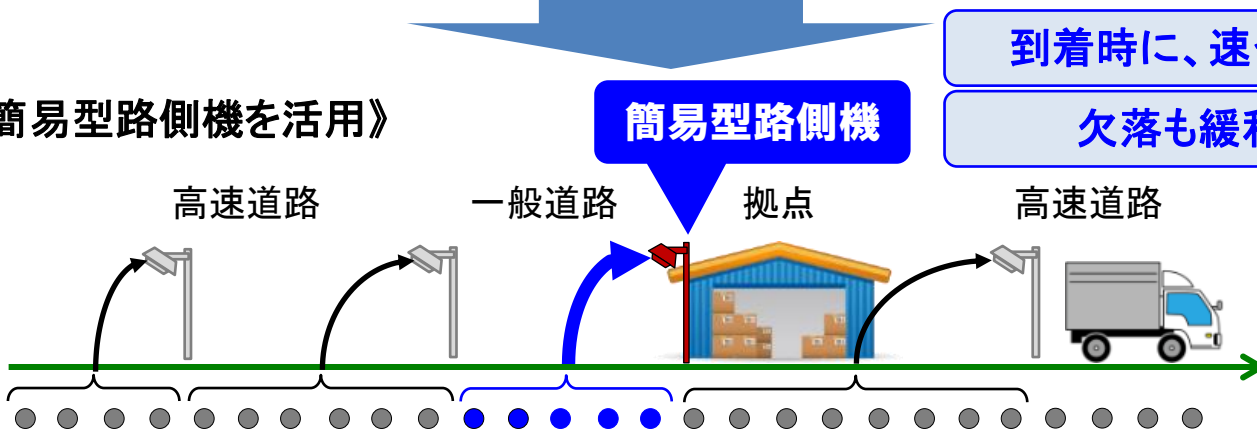 到着時に、速
欠落も緩
簡易型路側機を活用》
簡易型路側機
高速道路
一般道路
拠点
高速道路